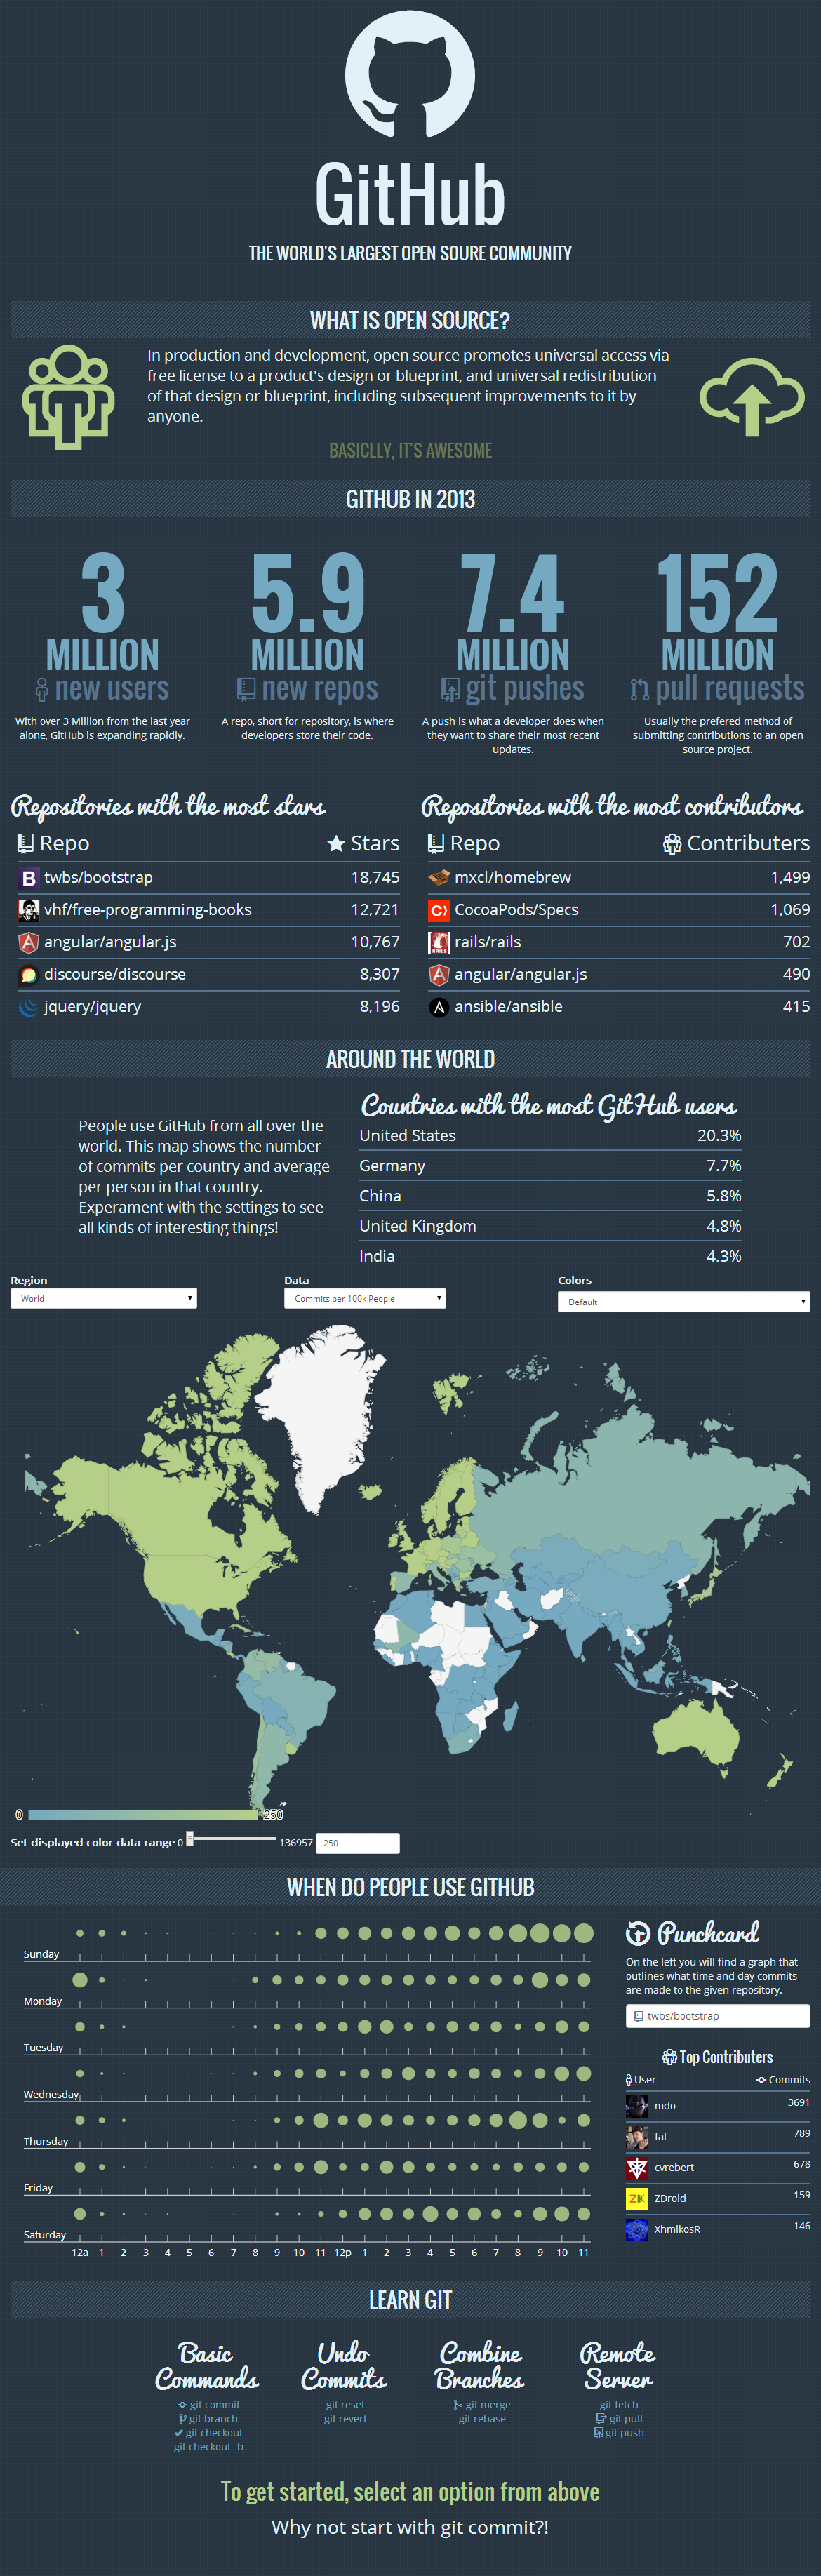 GitHub
THE WORLD'S LARGEST OPEN SOURE COMMUNITY
WHAT IS OPEN SOURCE?
In production and development, open source promotes universal access via
free license to a product's design or blueprint, and universal redistribution
of that design or blueprint, including subsequent improvements to it by
anyone.
BASICLLY, IT'S AWESOME
GITHUB IN 2013
3
MILLION
new users
With over 3 Million from the last year
alone, GitHub is expanding rapidly.
5.9
MILLION
new repos
A repo, short for repository, is where
developers store their code.
7.4
MILLION
git pushes
A push is what a developer does when
they want to share their most recent
updates.
152
MILLION
pull requests
Usually the prefered method of
submitting contributions to an open
source project.
Repositories with the most stars
Repo Stars
twbs/bootstrap 18,745
vhf/free-programming-books 12,721
angular/angular.js 10,767
discourse/discourse 8,307
jquery/jquery 8,196
Repositories with the most contributors
Repo Contributers
mxcl/homebrew 1,499
CocoaPods/Specs 1,069
rails/rails 702
angular/angular.js 490
ansible/ansible 415
AROUND THE WORLD
People use GitHub from all over the
world. This map shows the number
of commits per country and average
per person in that country.
Experament with the settings to see
all kinds of interesting things!
Countries with the most GitHub users
United States 20.3%
Germany 7.7%
China 5.8%
United Kingdom 4.8%
India 4.3%
Region Data Colors
World Commits per 100k People Default
0 250
Set displayed color data range 0 136957 250
WHEN DO PEOPLE USE GITHUB
Sunday
Monday
Tuesday
Wednesday
Thursday
Friday
Saturday
12a 1 2 3 4 5 6 7 8 9 10 11 12p 1 2 3 4 5 6 7 8 9 10 11
Punchcard
On the left you will find a graph that
outlines what time and day commits
are made to the given repository.
twbs/bootstrap
Top Contributers
User Commits
mdo 3691
fat 789
cvrebert 678
ZDroid 159
XhmikosR 146
LEARN GIT
Basic
Commands
git commit
git branch
git checkout
git checkout -b
Undo
Commits
git reset
git revert
Combine
Branches
git merge
git rebase
Remote
Server
git fetch
git pull
git push
To get started, select an option from above
Why not start with git commit?!